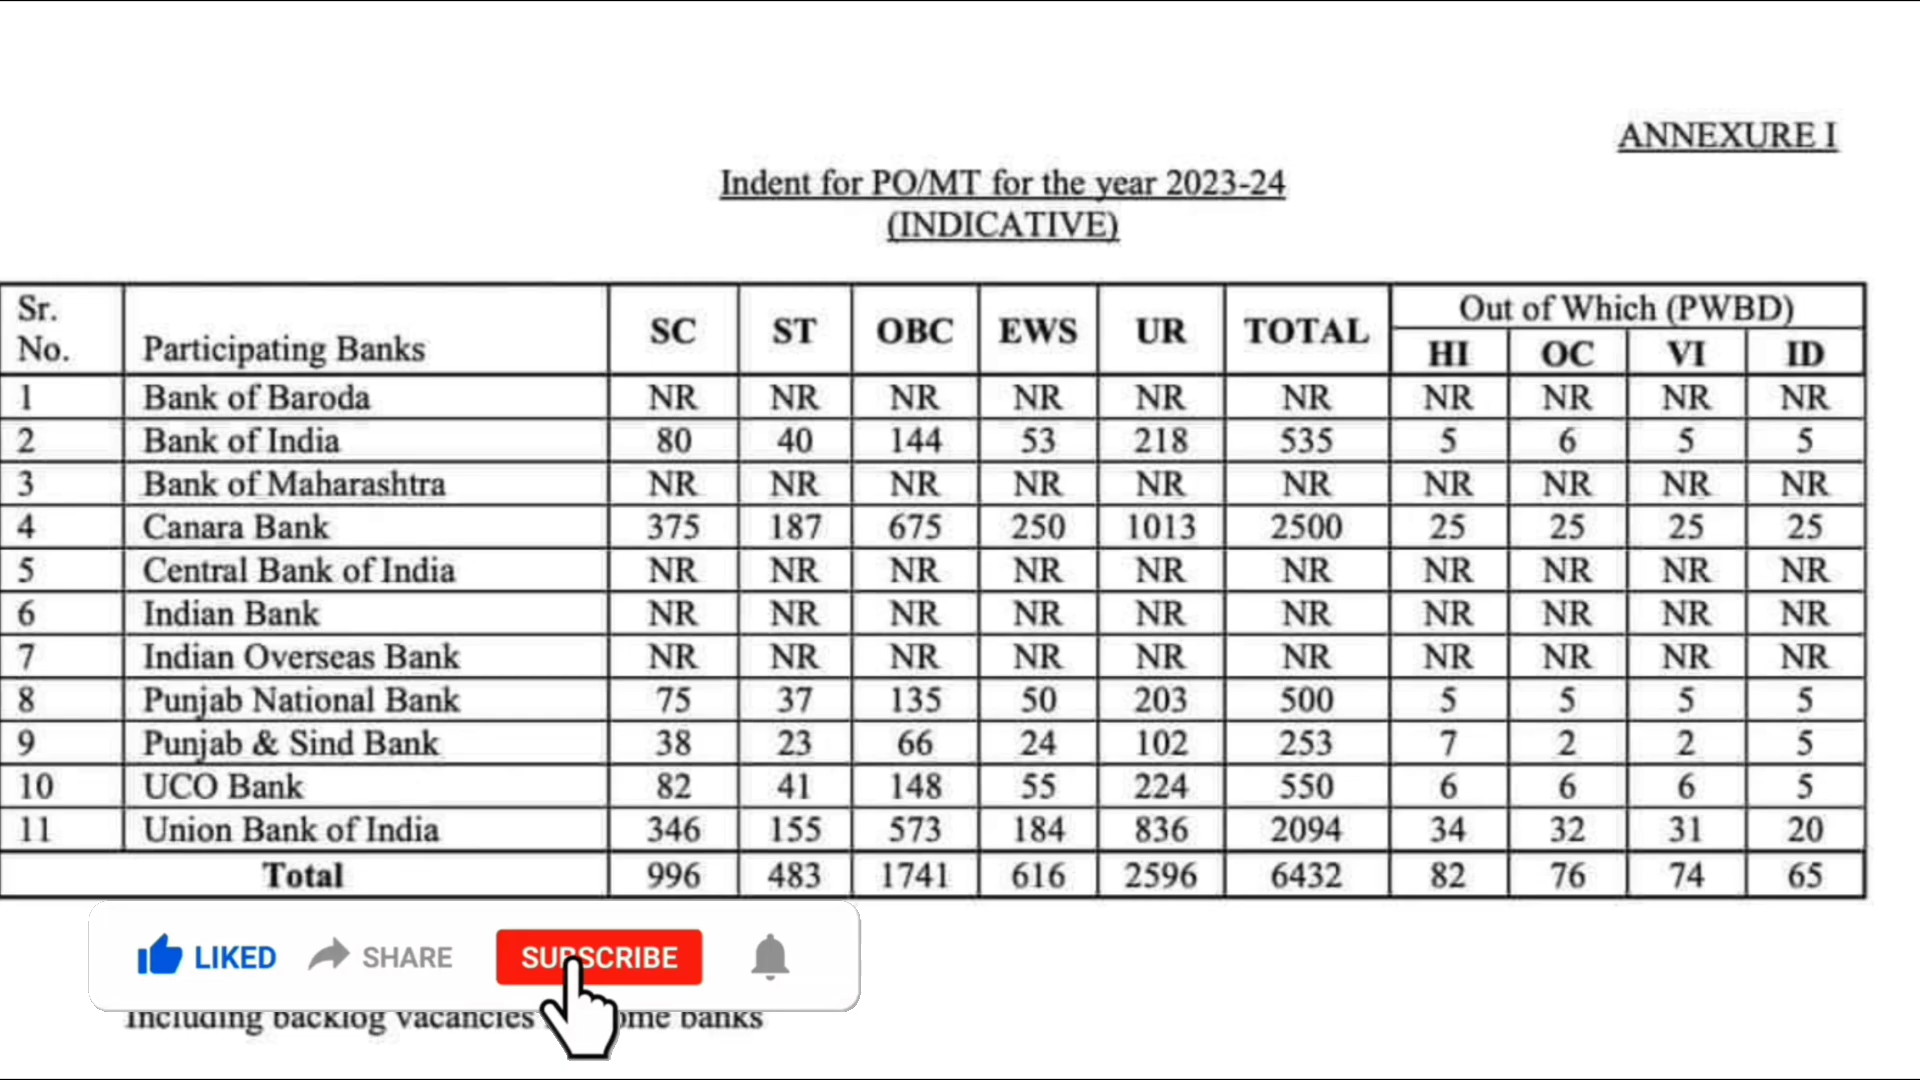 ANNEXURE I
Indent for PO/MT for the year 2023-24
(INDICATIVE)
Sr. No. Participating Banks SC ST OBC EWS UR TOTAL Out of Which (PWBD)
HI OC VI ID
1 Bank of Baroda NR NR NR NR NR NR NR NR NR NR
2 Bank of India 80 40 144 53 218 535 5 6 5 5
3 Bank of Maharashtra NR NR NR NR NR NR NR NR NR NR
4 Canara Bank 375 187 675 250 1013 2500 25 25 25 25
5 Central Bank of India NR NR NR NR NR NR NR NR NR NR
6 Indian Bank NR NR NR NR NR NR NR NR NR NR
7 Indian Overseas Bank NR NR NR NR NR NR NR NR NR NR
8 Punjab National Bank 75 37 135 50 203 500 5 5 5 5
9 Punjab & Sind Bank 38 23 66 24 102 253 7 2 2 5
10 UCO Bank 82 41 148 55 224 550 6 6 6 5
11 Union Bank of India 346 155 573 184 836 2094 34 32 31 20
Total 996 483 1741 616 2596 6432 82 76 74 65
LIKED SHARE SUBSCRIBE
Including backlog vacancies banks